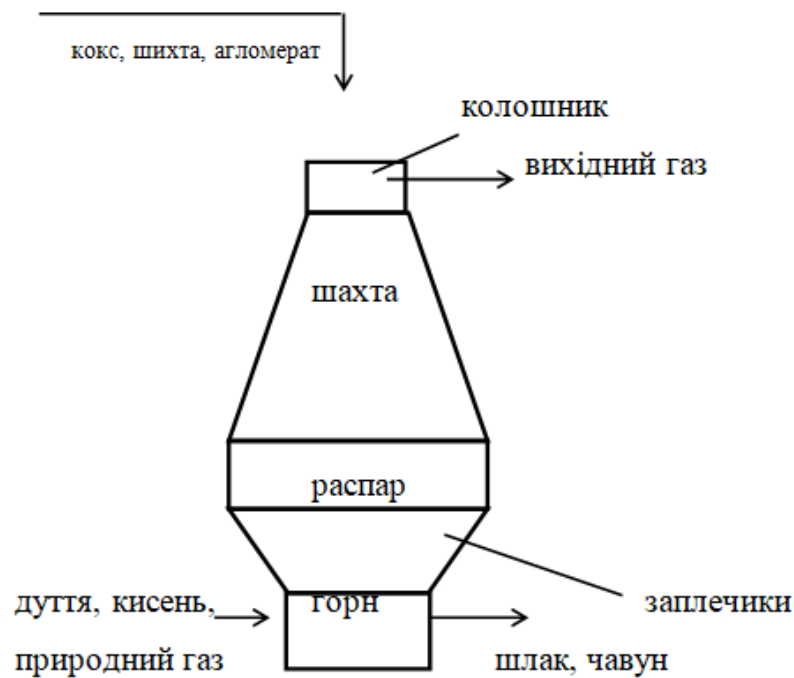 кокс, шихта, агломерат
колошник
вихідний газ
шахта
распар
дуття, кисень,
природний газ
горн
заплечики
шлак, чавун